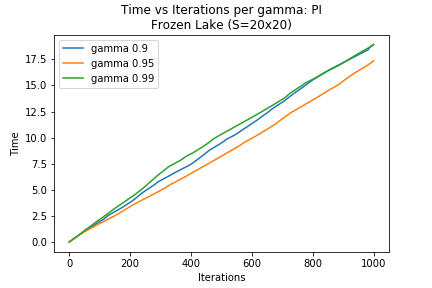 Time vs Iterations per gamma: PI
Frozen Lake (S=20x20)
gamma 0.9
gamma 0.95
gamma 0.99
Time
17.5
15.0
12.5
10.0
7.5
5.0
2.5
0.0
0 200 400 600 800 1000
Iterations